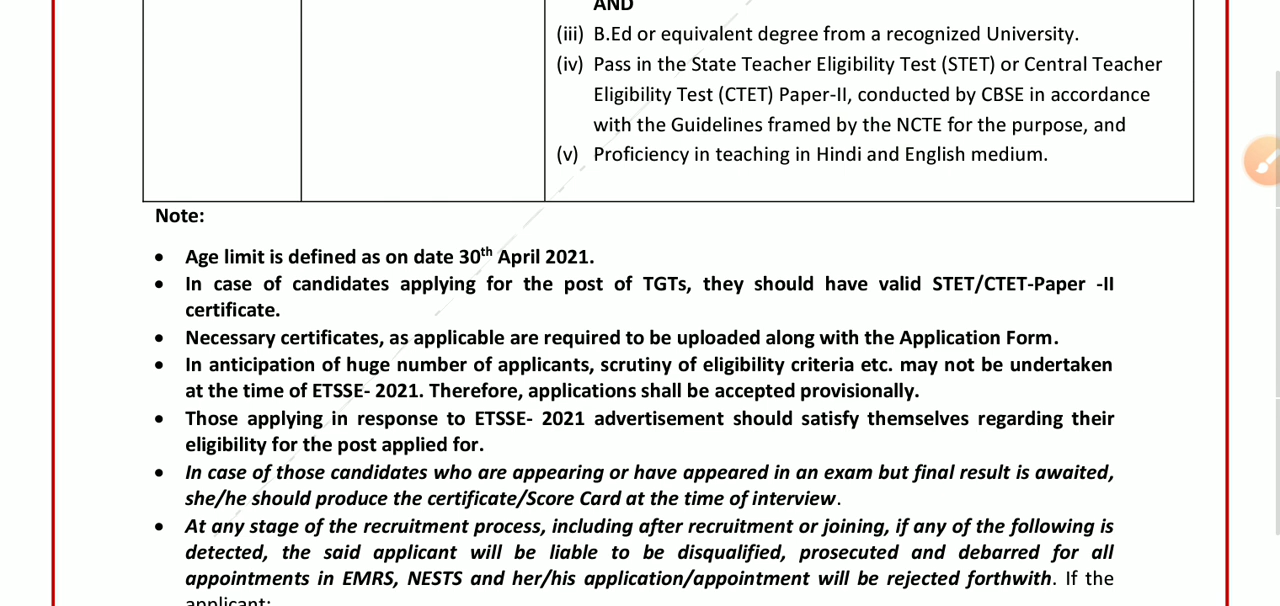 AND
(iii) B.Ed or equivalent degree from a recognized University.
(iv) Pass in the State Teacher Eligibility Test (STET) or Central Teacher
Eligibility Test (CTET) Paper-II, conducted by CBSE in accordance
with the Guidelines framed by the NCTE for the purpose, and
(v) Proficiency in teaching in Hindi and English medium.
Note:
• Age limit is defined as on date 30th April 2021.
• In case of candidates applying for the post of TGTs, they should have valid STET/CTET-Paper -II
certificate.
• Necessary certificates, as applicable are required to be uploaded along with the Application Form.
• In anticipation of huge number of applicants, scrutiny of eligibility criteria etc. may not be undertaken
at the time of ETSSE- 2021. Therefore, applications shall be accepted provisionally.
• Those applying in response to ETSSE- 2021 advertisement should satisfy themselves regarding their
eligibility for the post applied for.
• In case of those candidates who are appearing or have appeared in an exam but final result is awaited,
she/he should produce the certificate/Score Card at the time of interview.
• At any stage of the recruitment process, including after recruitment or joining, if any of the following is
detected, the said applicant will be liable to be disqualified, prosecuted and debarred for all
appointments in EMRS, NESTS and her/his application/appointment will be rejected forthwith. If the
applicant: